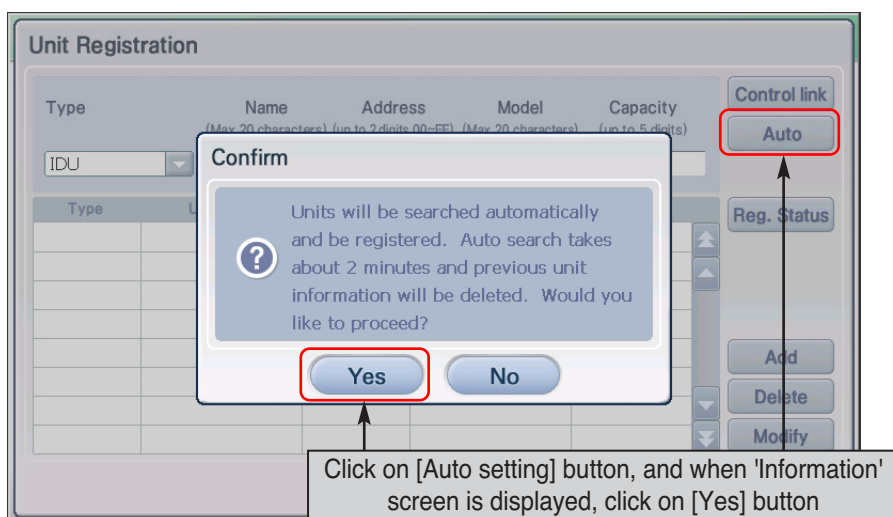 Unit Registration
Type Name Address Model Capacity
(Max 20 characters) (up to 2 digits 00~FF) (Max 20 characters) (up to 5 digits)
Control link
Auto
IDU
Confirm
Type U
Reg. Status
Units will be searched automatically
and be registered. Auto search takes
about 2 minutes and previous unit
information will be deleted. Would you
like to proceed?
Yes No
Add
Delete
Modify
Click on [Auto setting] button, and when 'Information'
screen is displayed, click on [Yes] button